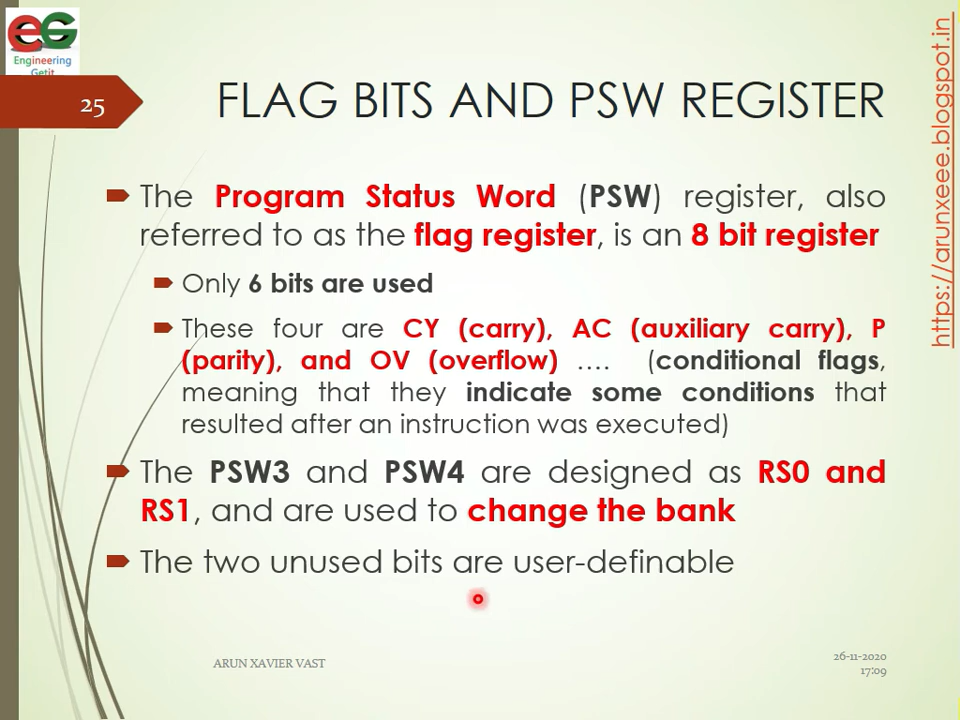 eG
Engineering
Getit
25
FLAG BITS AND PSW REGISTER
The Program Status Word (PSW) register, also
referred to as the flag register, is an 8 bit register
Only 6 bits are used
These four are CY (carry), AC (auxiliary carry), P
(parity), and OV (overflow) …. (conditional flags,
meaning that they indicate some conditions that
resulted after an instruction was executed)
The PSW3 and PSW4 are designed as RS0 and
RS1, and are used to change the bank
The two unused bits are user-definable
ARUN XAVIER VAST
26-11-2020
17:09
https://arunxeee.blogspot.in